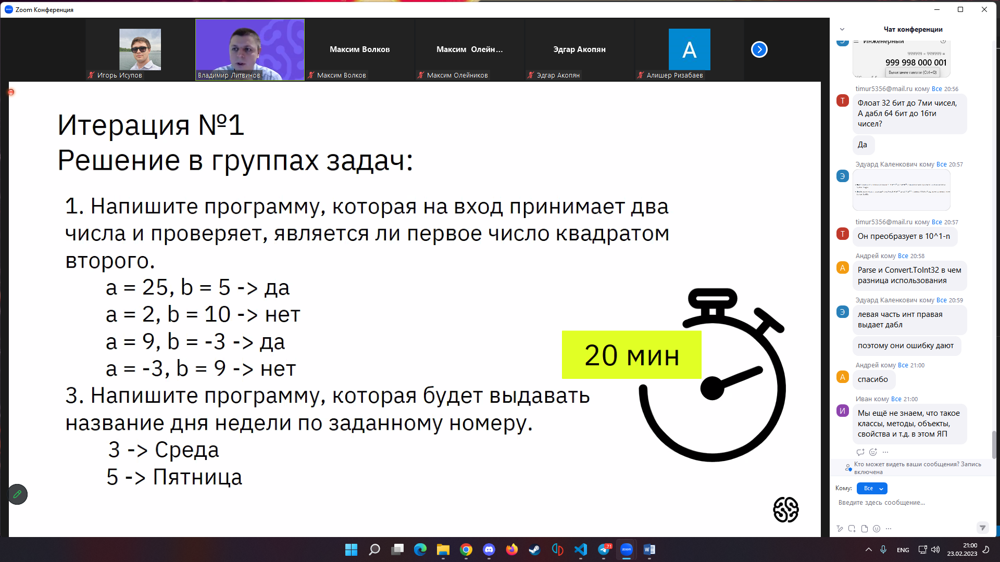 Zoom Конференция
Максим Волков
Максим Олейн...
Эдгар Акопян
А
Игорь Исупов
Владимир Литвинов
Максим Волков
Максим Олейников
Эдгар Акопян
Алишер Ризабаев
Итерация №1
Решение в группах задач:
1. Напишите программу, которая на вход принимает два
числа и проверяет, является ли первое число квадратом
второго.
a = 25, b = 5 -> да
a = 2, b = 10 -> нет
a = 9, b = -3 -> да
a = -3, b = 9 -> нет
3. Напишите программу, которая будет выдавать
название дня недели по заданному номеру.
3 -> Среда
5 -> Пятница
20 мин
Чат конференции
Э
Инженерный
999999 × 999999 =
999 998 000 001
Вычитание памяти (Ctrl+Q)
timur5356@mail.ru кому Все 20:56
T
Флоат 32 бит до 7ми чисел,
А дабл 64 бит до 16ти
чисел?
Да
Эдуард Каленкович кому Все 20:57
Э
timur5356@mail.ru кому Все 20:57
T
Он преобразует в 10^1-n
Андрей кому Все 20:58
А
Parse и Convert.ToInt32 в чем
разница использования
Эдуард Каленкович кому Все 20:59
Э
левая часть инт правая
выдает дабл
поэтому они ошибку дают
Андрей кому Все 21:00
А
спасибо
Иван кому Все 21:00
И
Мы ещё не знаем, что такое
классы, методы, объекты,
свойства и т.д. в этом ЯП
Кто может видеть ваши сообщения? Запись
включена
Кому: Все
Введите здесь сообщение...
71
zoom
ENG
21:00
23.02.2023